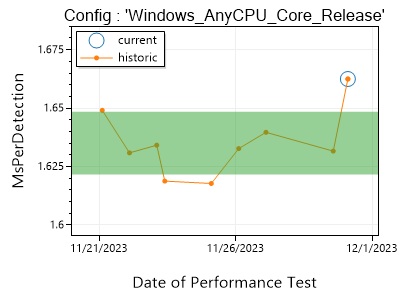 Config : 'Windows_AnyCPU_Core_Release'
current
historic
1.675
1.65
1.625
1.6
MsPerDetection
11/21/2023
11/26/2023
12/1/2023
Date of Performance Test